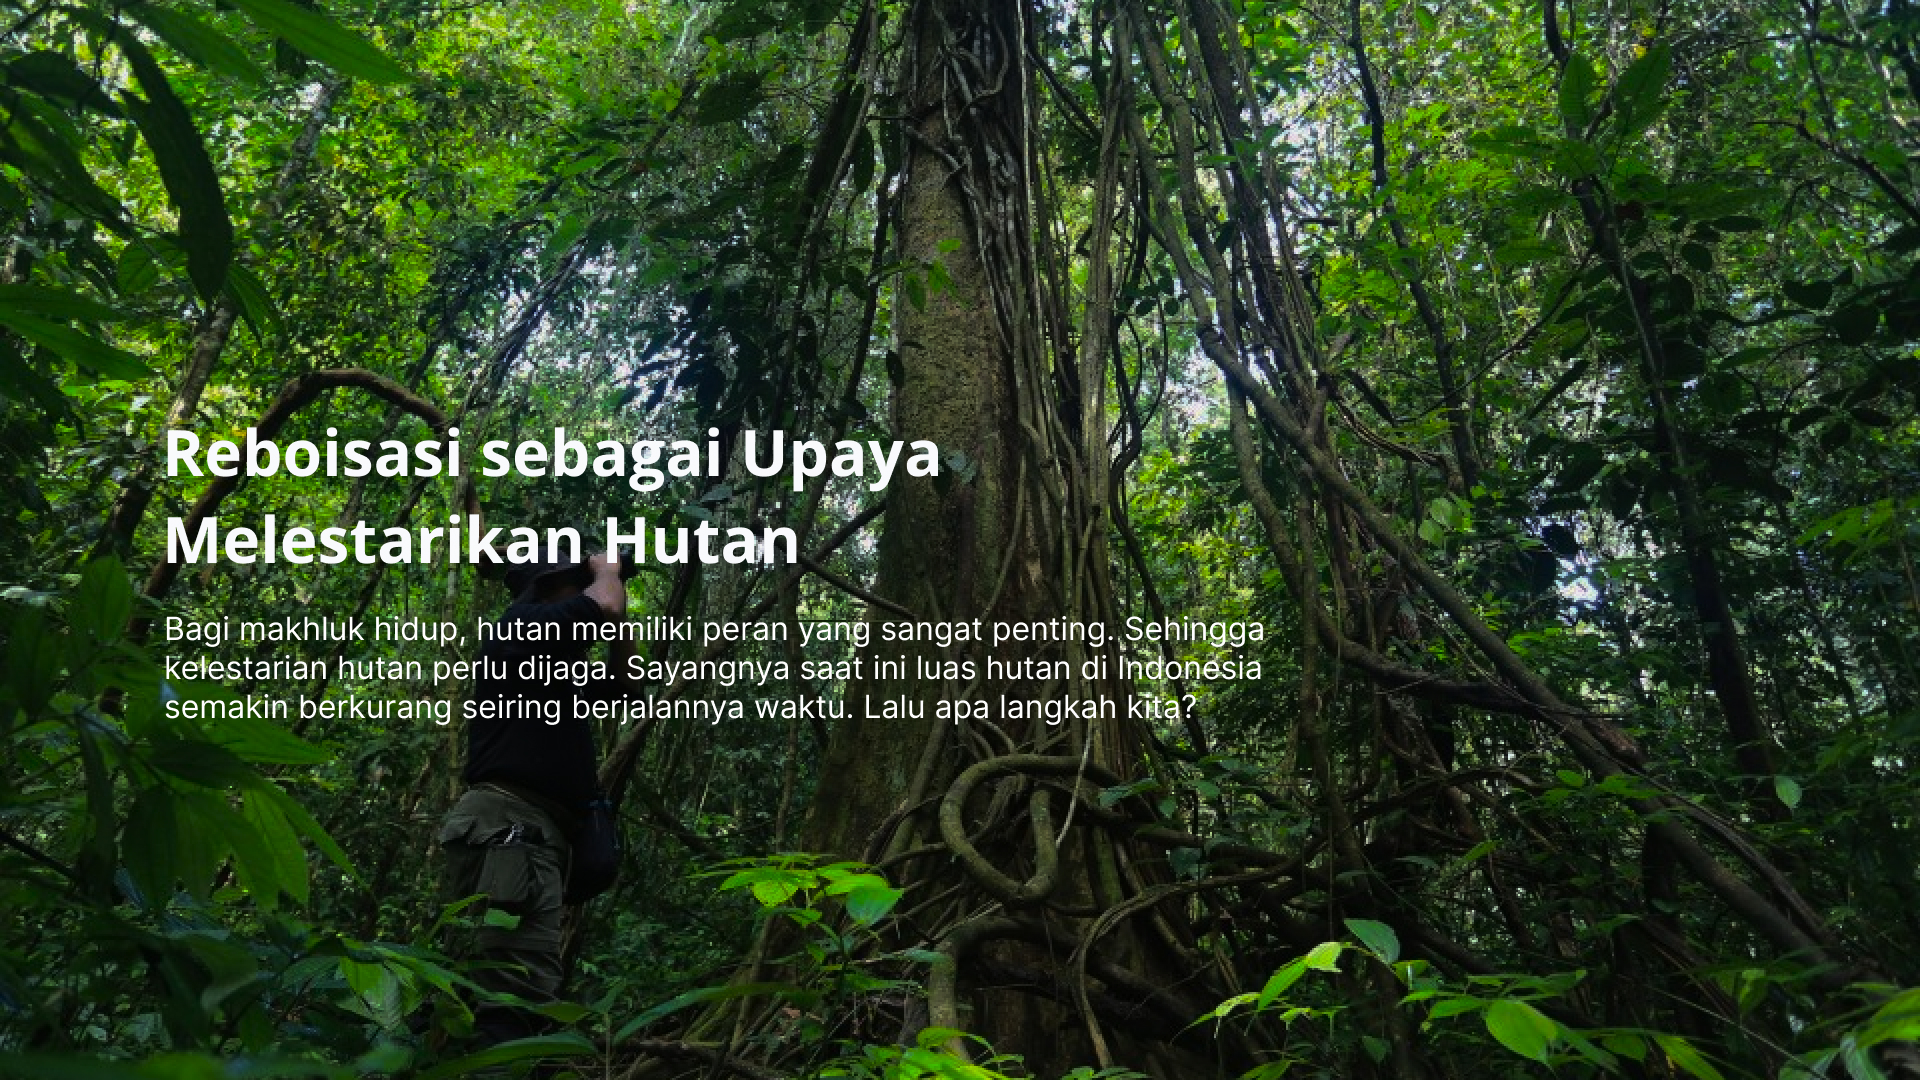 Reboisasi sebagai Upaya
Melestarikan Hutan
Bagi makhluk hidup, hutan memiliki peran yang sangat penting. Sehingga
kelestarian hutan perlu dijaga. Sayangnya saat ini luas hutan di Indonesia
semakin berkurang seiring berjalannya waktu. Lalu apa langkah kita?